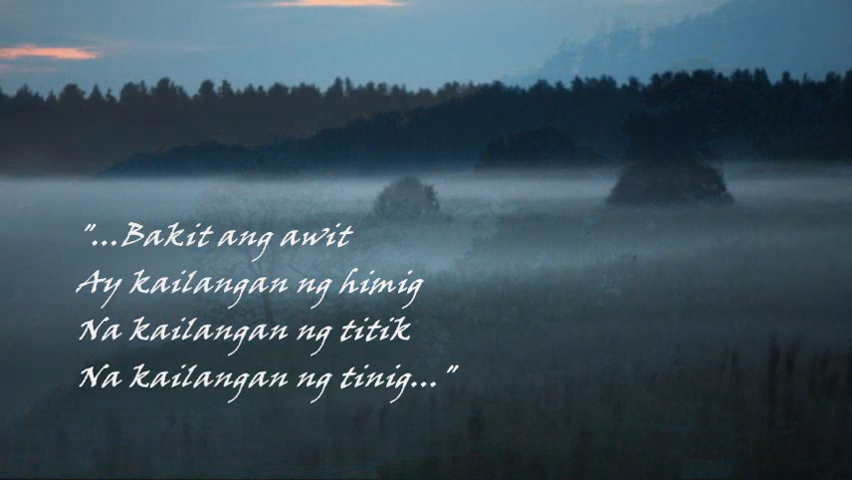 "...Bakit ang awit
Ay kailangan ng himig
Na kailangan ng titik
Na kailangan ng tinig..."